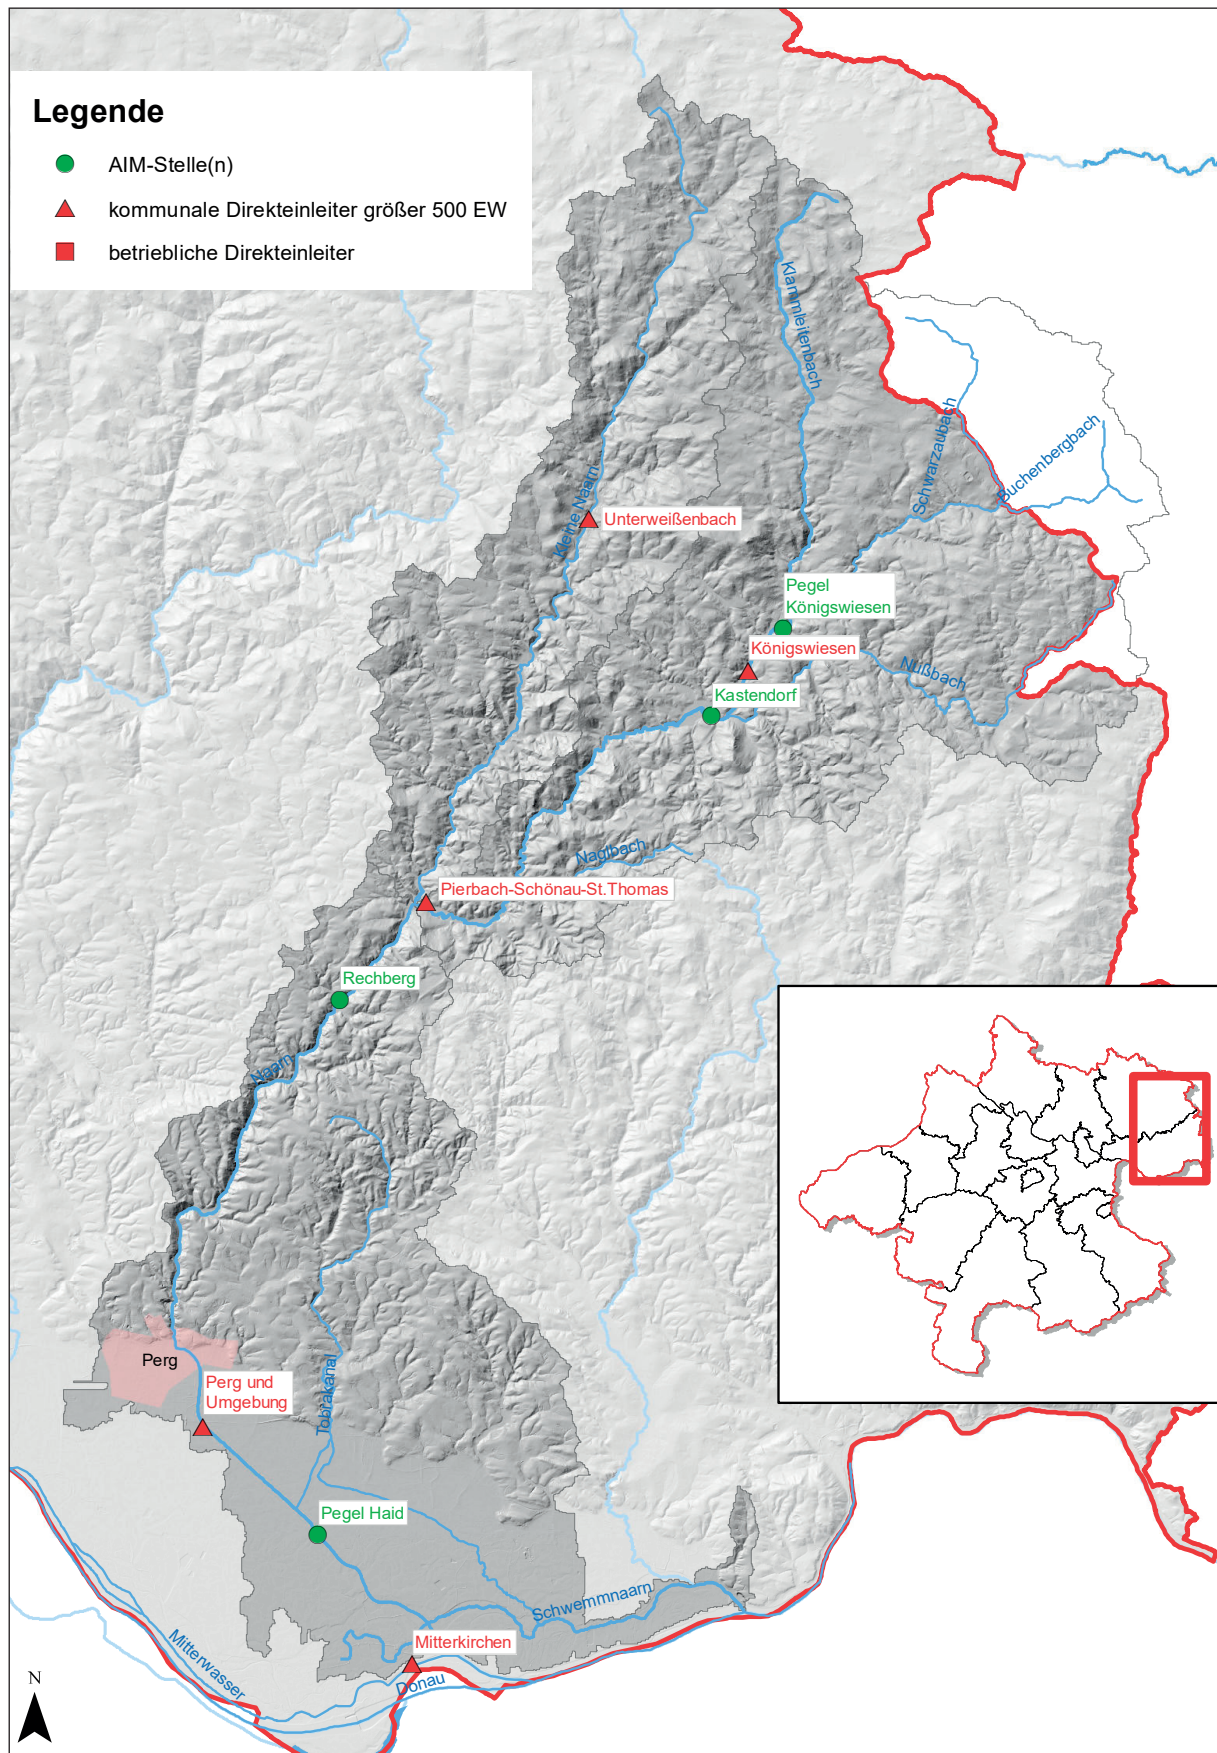 Legende
AIM-Stelle(n)
kommunale Direkteinleiter größer 500 EW
betriebliche Direkteinleiter
Klammleitenbach
Schwarzaubach
Buchenbergbach
Kleine Naarn
Unterweißenbach
Pegel
Königswiesen
Königswiesen
Nußbach
Kastendorf
Naglbach
Pierbach-Schönau-St.Thomas
Rechberg
Naarn
Perg
Perg und
Umgebung
Tobrakanal
Pegel Haid
Schwemmnaarn
Mitterkirchen
Mitterwasser
Donau
N